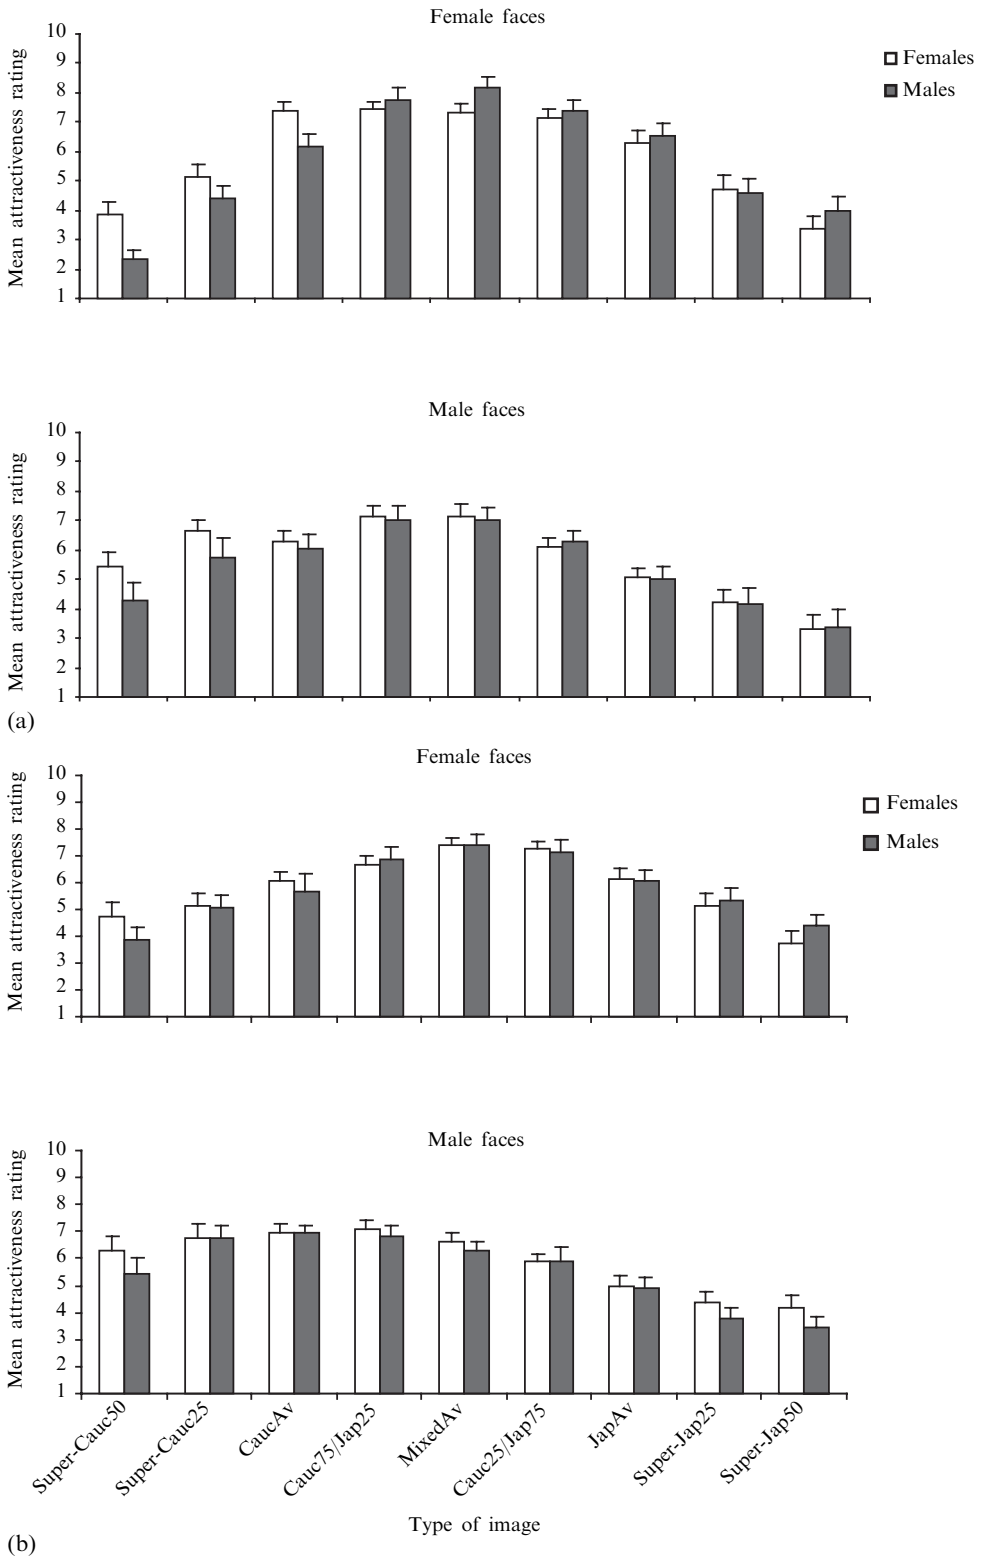 Female faces
Mean attractiveness rating
10
9
8
7
6
5
4
3
2
1
Females
Males
Male faces
Mean attractiveness rating
10
9
8
7
6
5
4
3
2
1
(a)
Female faces
Mean attractiveness rating
10
9
8
7
6
5
4
3
2
1
Females
Males
Male faces
Mean attractiveness rating
10
9
8
7
6
5
4
3
2
1
Super-Cauc50
Super-Cauc25
CaucAv
Cauc75/Jap25
MixedAv
Cauc25/Jap75
JapAv
Super-Jap25
Super-Jap50
Type of image
(b)